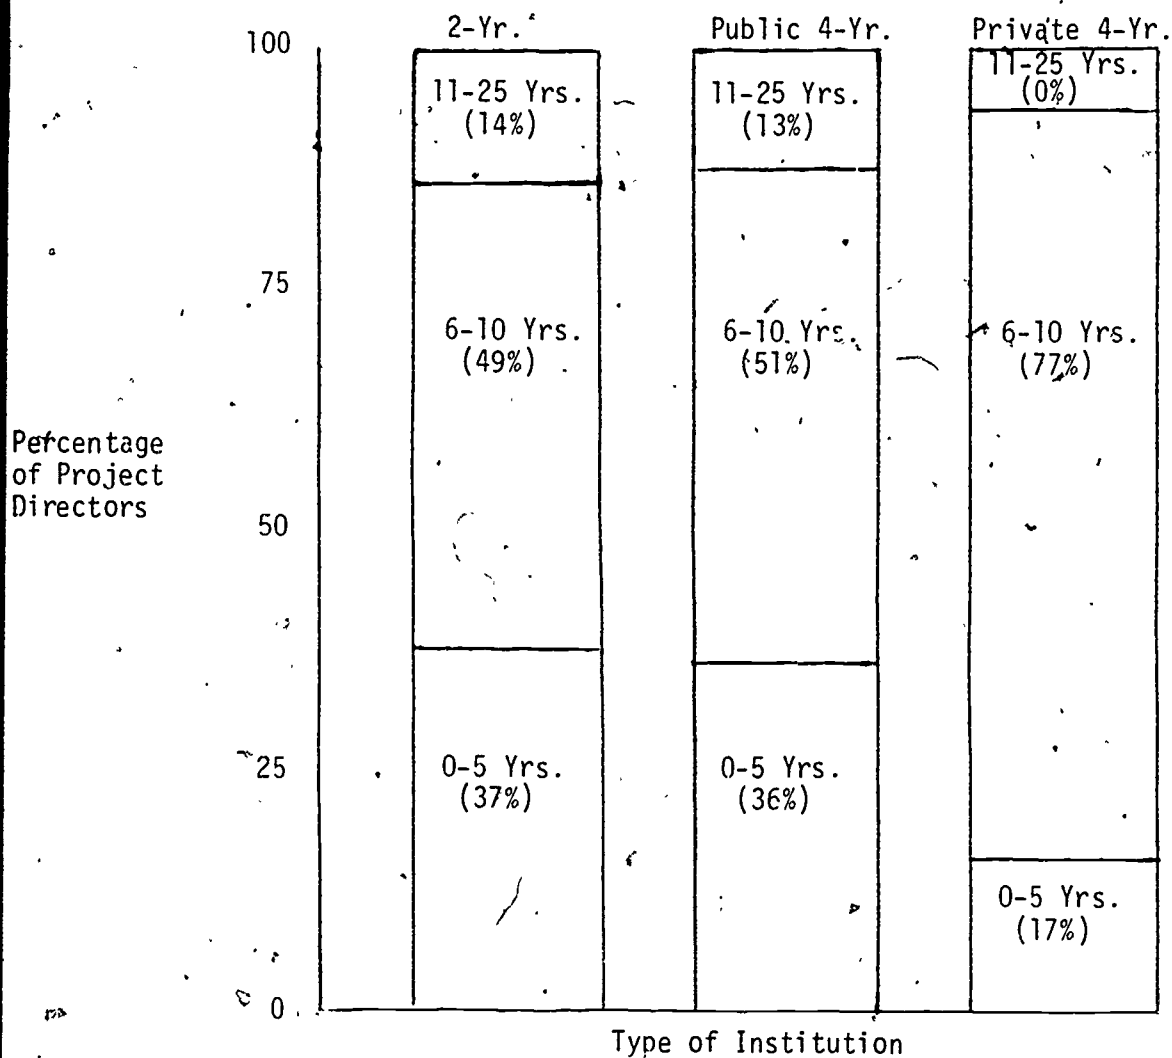 2-Yr. Public 4-Yr. Private 4-Yr.
100
11-25 Yrs.
(14%)
11-25 Yrs.
(13%)
11-25 Yrs.
(0%)
75
6-10 Yrs.
(49%)
6-10 Yrs.
(51%)
6-10 Yrs.
(77%)
Percentage
of Project
Directors
50
25
0-5 Yrs.
(37%)
0-5 Yrs.
(36%)
0-5 Yrs.
(17%)
0
Type of Institution